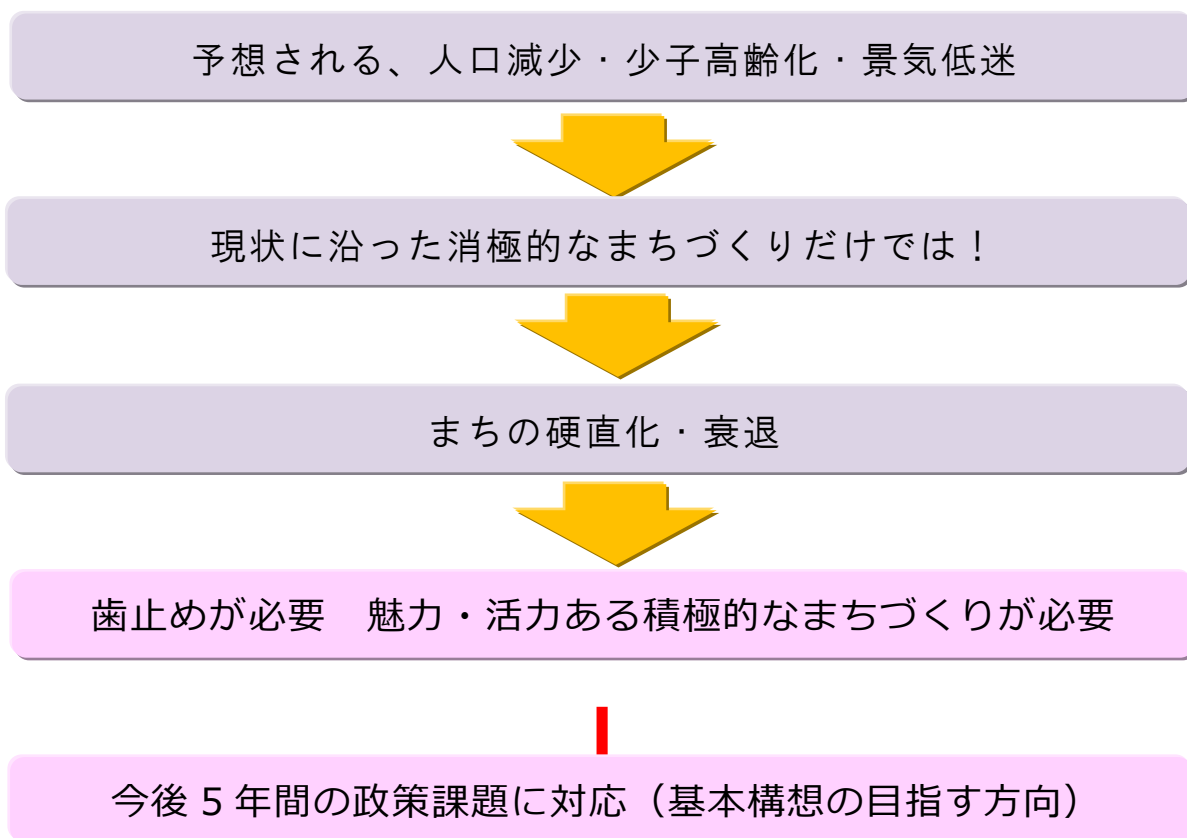 予想される、人口減少・少子高齢化・景気低迷
現状に沿った消極的なまちづくりだけでは！
まちの硬直化・衰退
歯止めが必要　魅力・活力ある積極的なまちづくりが必要
今後 5 年間の政策課題に対応（基本構想の目指す方向）